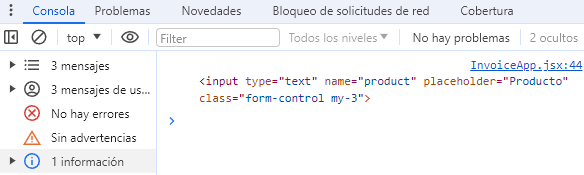 Consola Problemas Novedades Bloqueo de solicitudes de red Cobertura
top Filter Todos los niveles No hay problemas 2 ocultos
3 mensajes
3 mensajes de us...
No hay errores
Sin advertencias
1 información
InvoiceApp.jsx:44
<input type="text" name="product" placeholder="Producto"
class="form-control my-3">